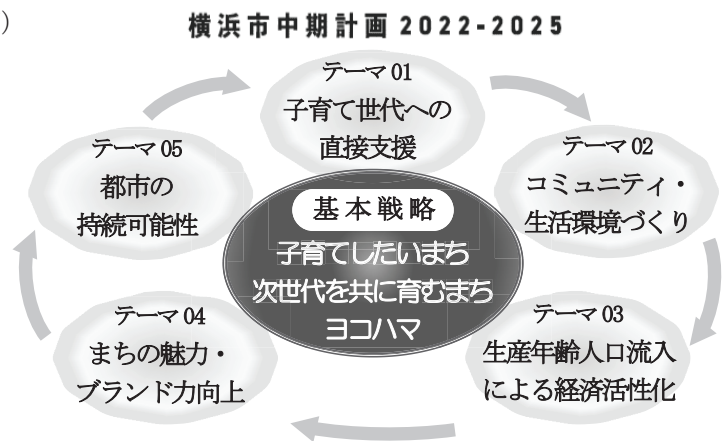 )
横浜市中期計画 2022-2025
テーマ 01
子育て世代への
直接支援
テーマ 02
コミュニティ・
生活環境づくり
テーマ 03
生産年齢人口流入
による経済活性化
テーマ 04
まちの魅力・
ブランド力向上
テーマ 05
都市の
持続可能性
基本戦略
子育てしたいまち
次世代を共に育むまち
ヨコハマ